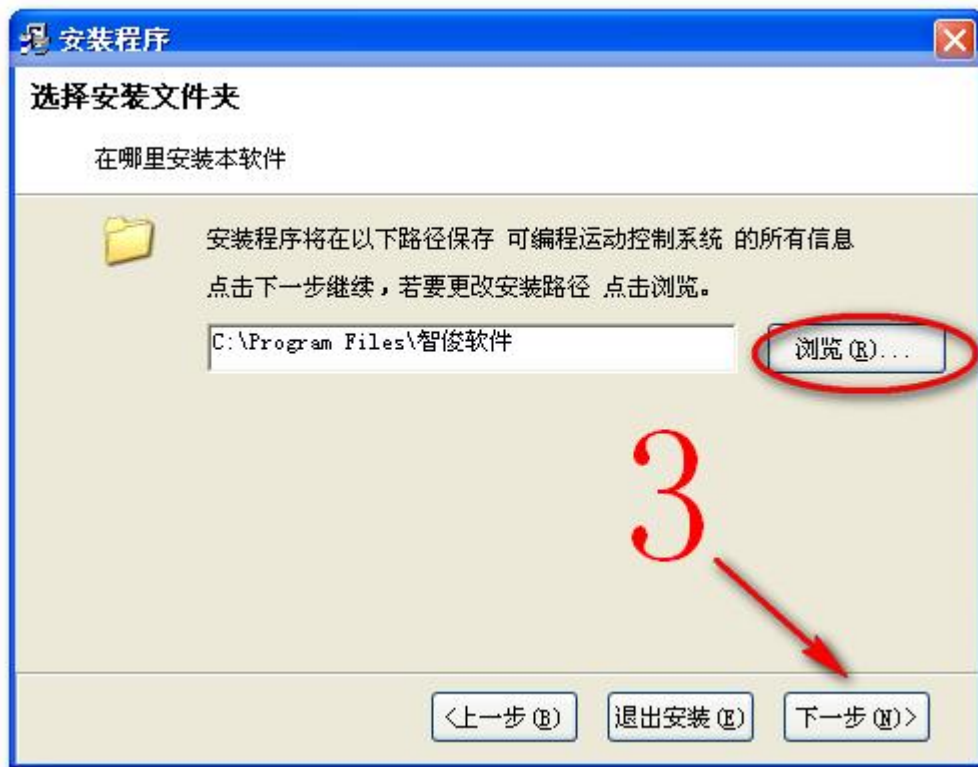 安装程序
选择安装文件夹
在哪里安装本软件
安装程序将在以下路径保存 可编程运动控制系统 的所有信息
点击下一步继续，若要更改安装路径 点击浏览。
C:\Program Files\智俊软件
浏览(R)...
3
<上一步(B)
退出安装(E)
下一步(N)>